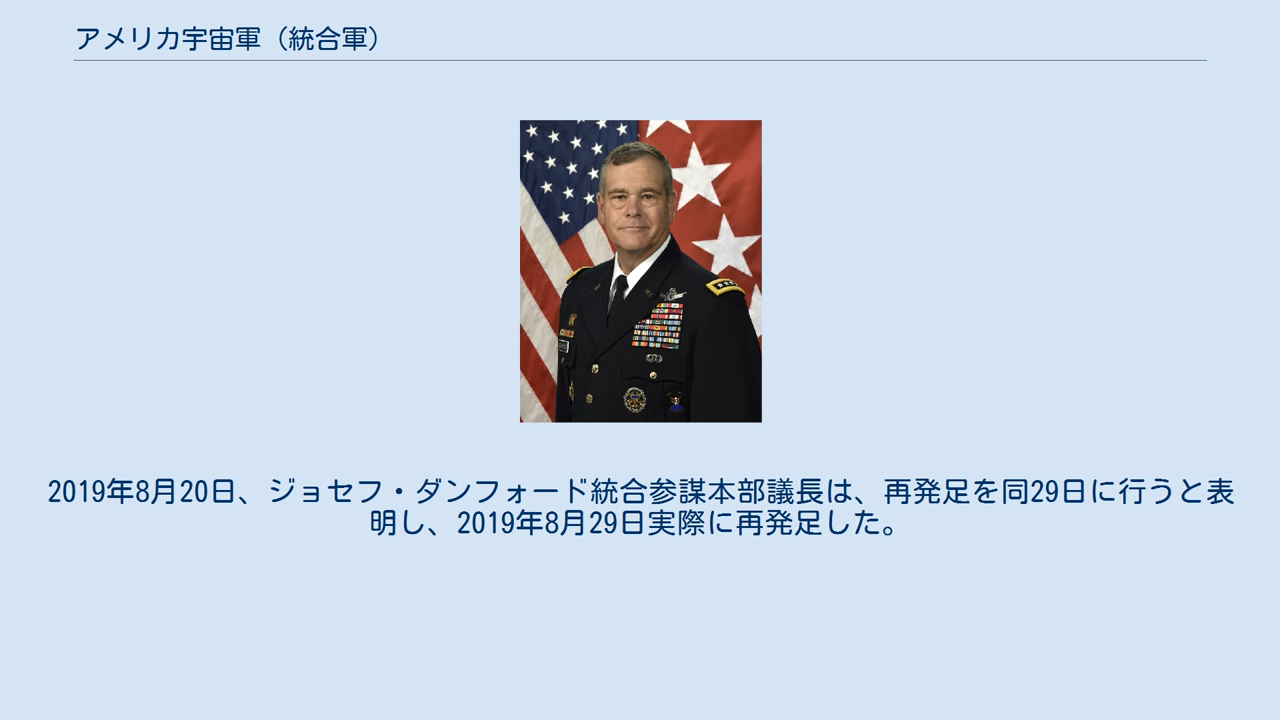 アメリカ宇宙軍（統合軍）
2019年8月20日、ジョセフ・ダンフォード統合参謀本部議長は、再発足を同29日に行うと表
明し、2019年8月29日実際に再発足した。